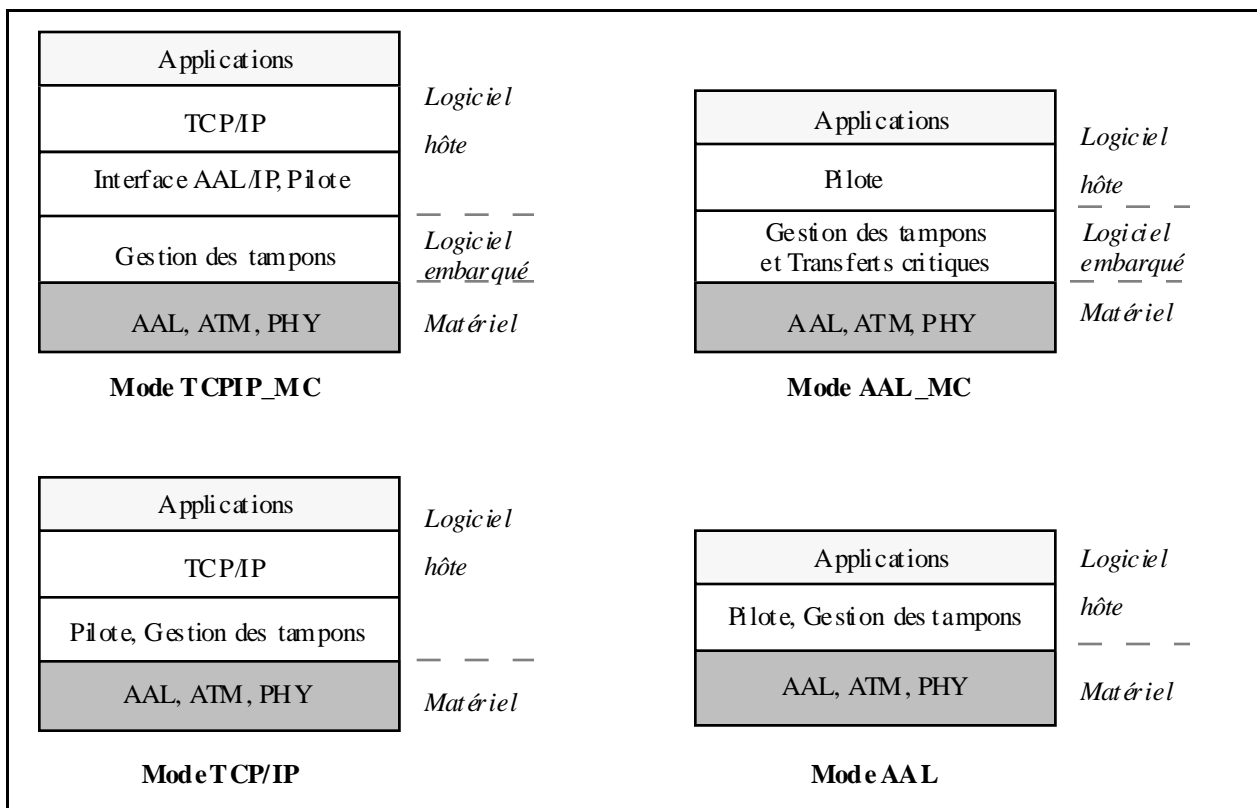 Applications
TCP/IP
Interface AAL/IP, Pilote
Gestion des tampons
AAL, ATM, PHY
Logiciel
hôte
Logiciel
embarqué
Matériel
Mode TCPIP_MC
Applications
Pilote
Gestion des tampons
et Transferts critiques
AAL, ATM, PHY
Logiciel
hôte
Logiciel
embarqué
Matériel
Mode AAL_MC
Applications
TCP/IP
Pilote, Gestion des tampons
AAL, ATM, PHY
Logiciel
hôte
Matériel
Mode TCP/IP
Applications
Pilote, Gestion des tampons
AAL, ATM, PHY
Logiciel
hôte
Matériel
Mode AAL